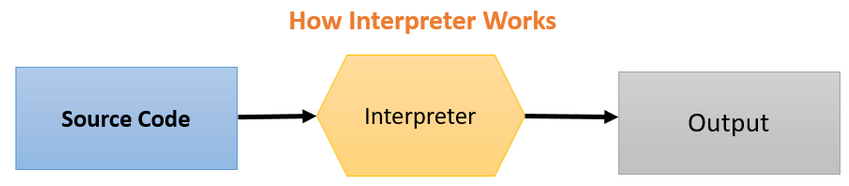 How Interpreter Works
Source Code
Interpreter
Output